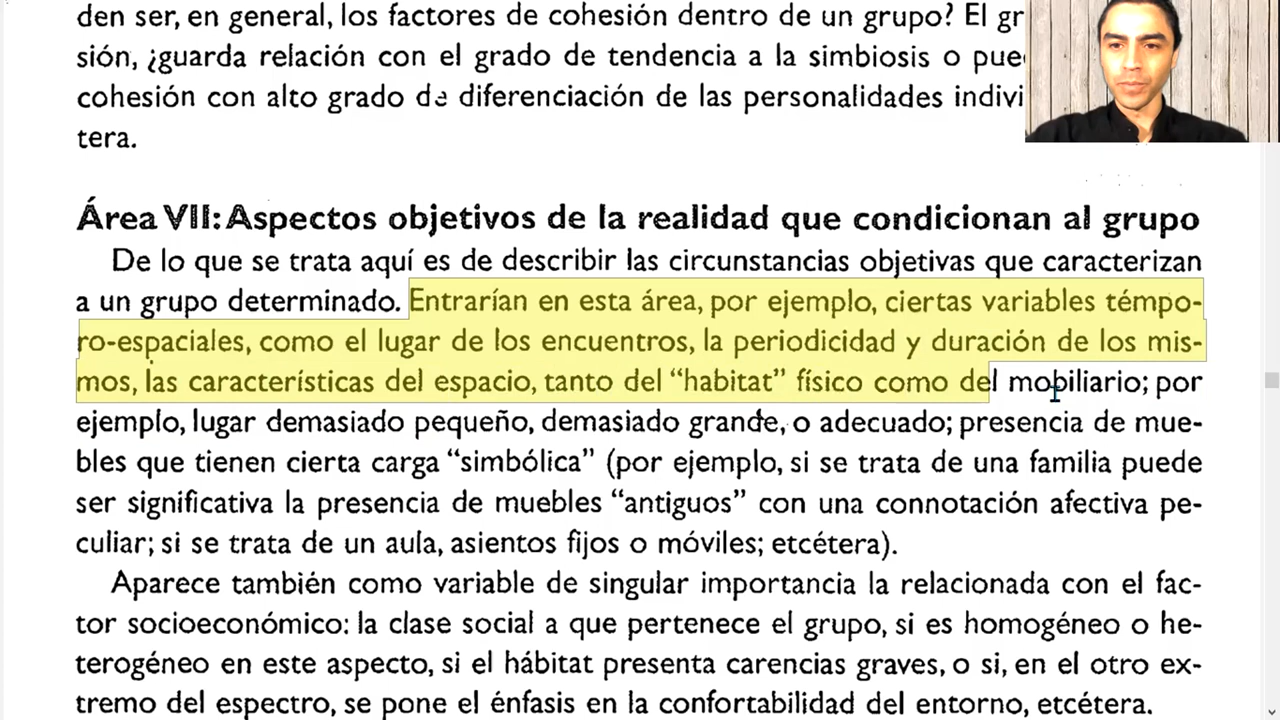 den ser, en general, los factores de cohesión dentro de un grupo? El gr
sión, ¿guarda relación con el grado de tendencia a la simbiosis o pue
cohesión con alto grado de diferenciación de las personalidades indivi
tera.
Área VII: Aspectos objetivos de la realidad que condicionan al grupo
De lo que se trata aquí es de describir las circunstancias objetivas que caracterizan
a un grupo determinado. Entrarían en esta área, por ejemplo, ciertas variables témpo-
ro-espaciales, como el lugar de los encuentros, la periodicidad y duración de los mis-
mos, las características del espacio, tanto del “habitat” físico como del mobiliario; por
ejemplo, lugar demasiado pequeño, demasiado grande, o adecuado; presencia de mue-
bles que tienen cierta carga “simbólica” (por ejemplo, si se trata de una familia puede
ser significativa la presencia de muebles “antiguos” con una connotación afectiva pe-
culiar; si se trata de un aula, asientos fijos o móviles; etcétera).
Aparece también como variable de singular importancia la relacionada con el fac-
tor socioeconómico: la clase social a que pertenece el grupo, si es homogéneo o he-
terogéneo en este aspecto, si el hábitat presenta carencias graves, o si, en el otro ex-
tremo del espectro, se pone el énfasis en la confortabilidad del entorno, etcétera.